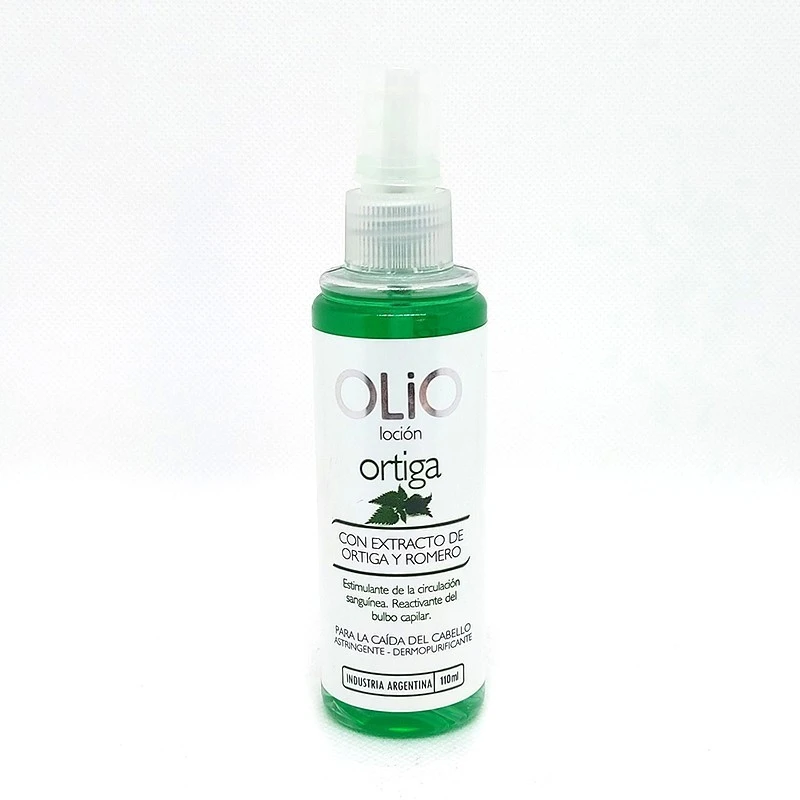 OLiO
loción
ortiga
CON EXTRACTO DE
ORTIGA Y ROMERO
Estimulante de la circulación
sanguínea. Reactivante del
bulbo capilar.
PARA LA CAÍDA DEL CABELLO
ASTRINGENTE - DERMOPURIFICANTE
INDUSTRIA ARGENTINA 110ml